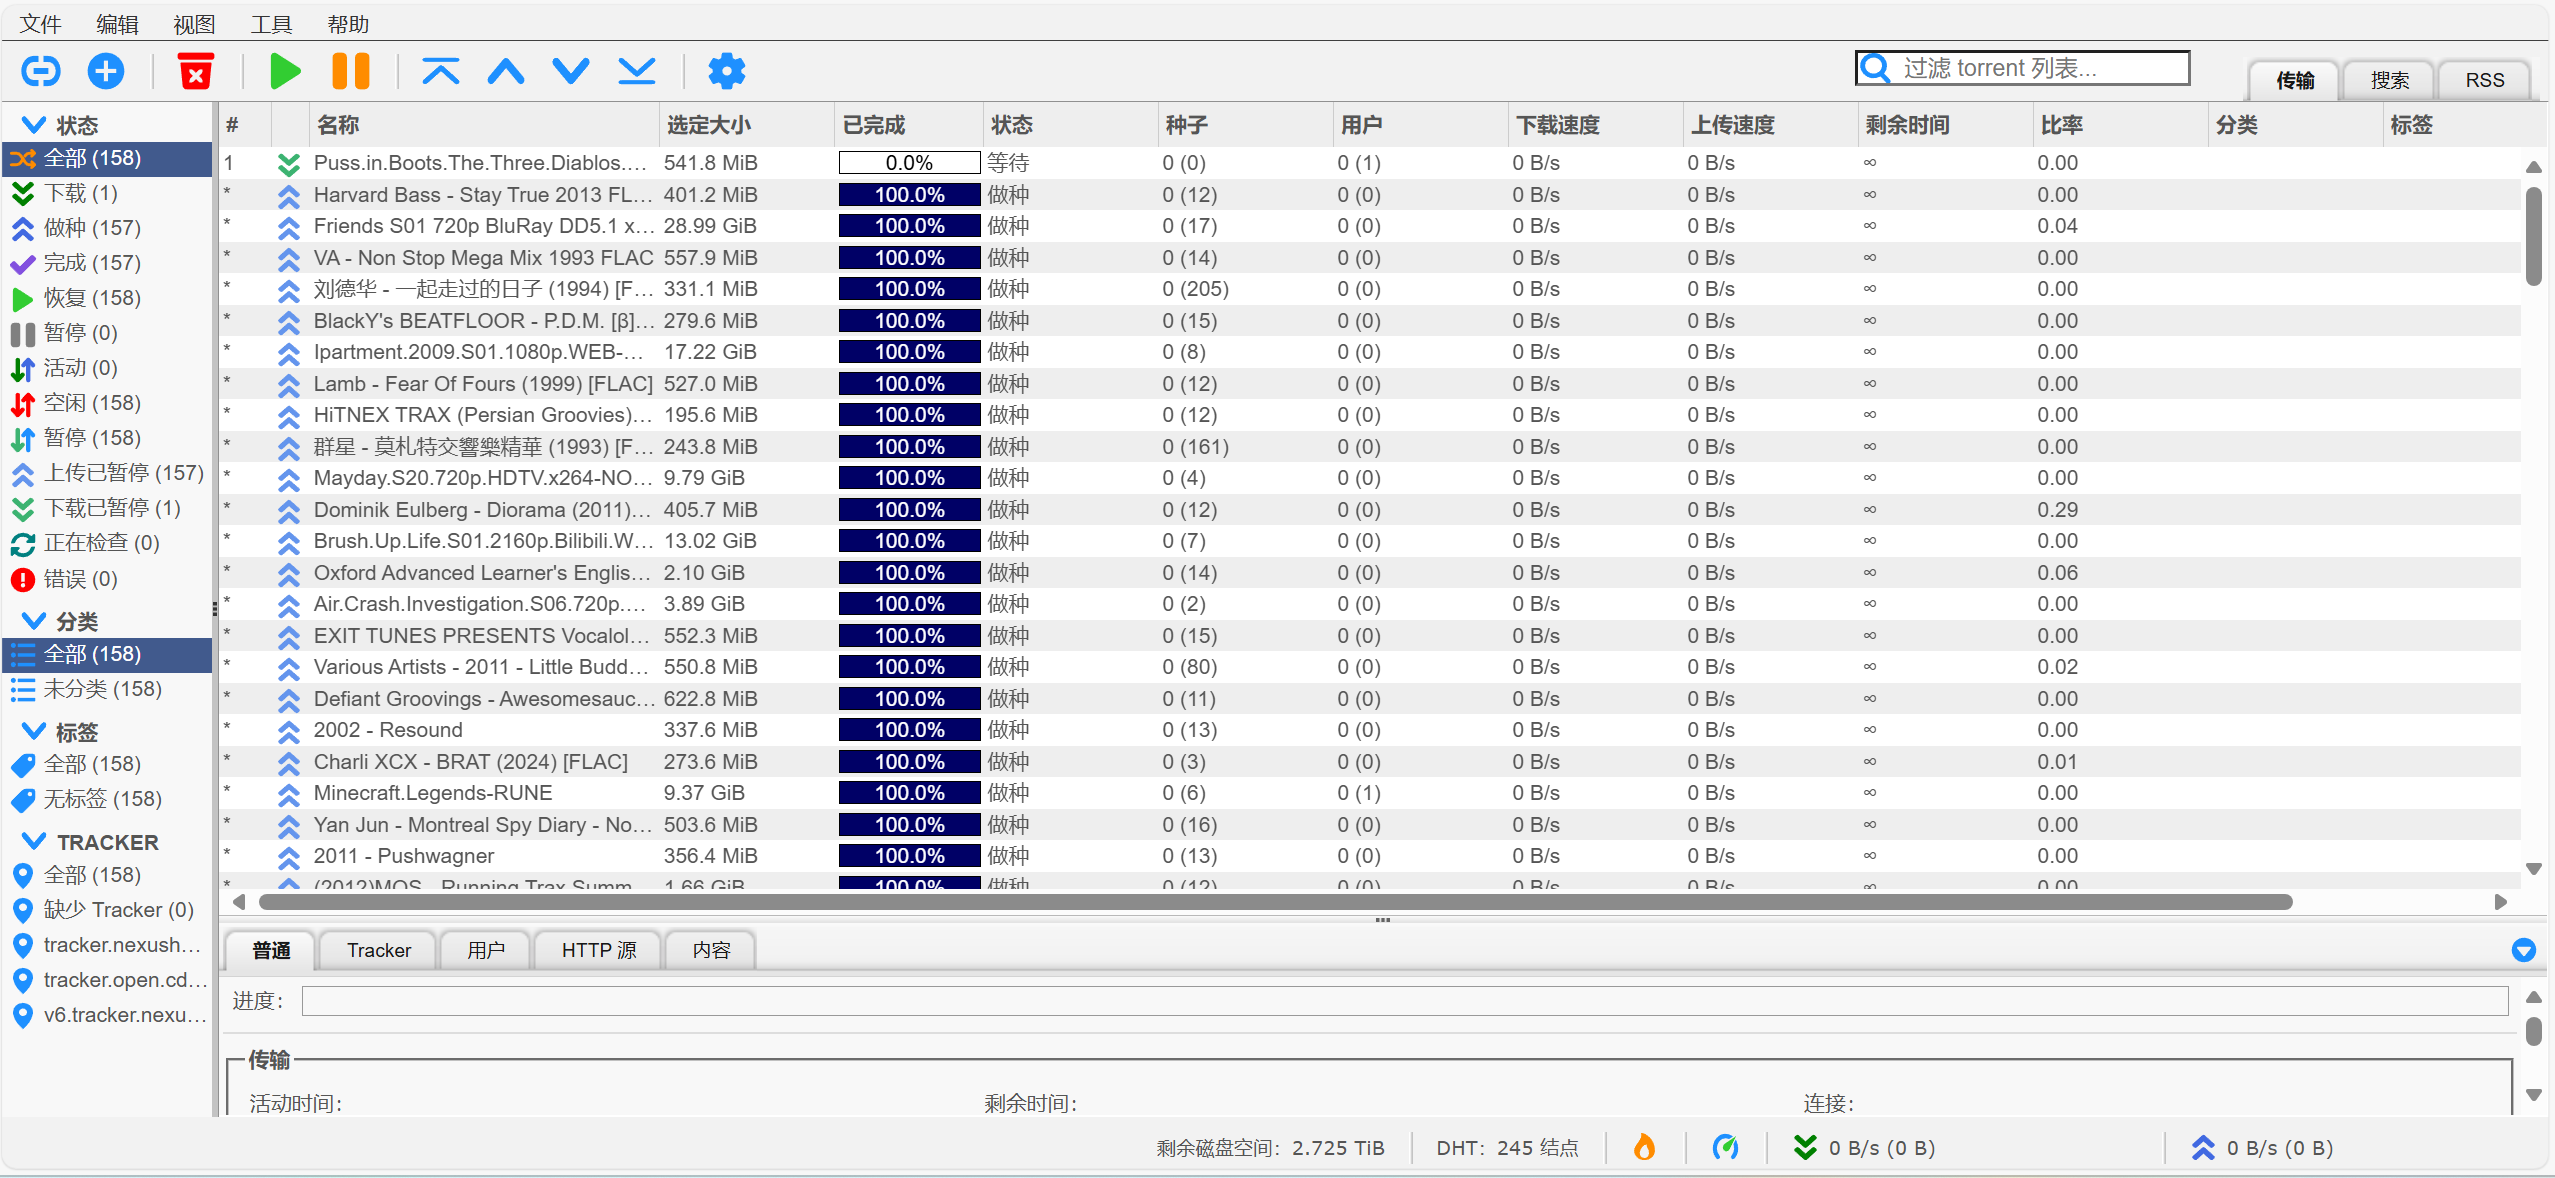 文件 编辑 视图 工具 帮助
过滤 torrent 列表... 传输 搜索 RSS
状态
全部 (158)
下载 (1)
做种 (157)
完成 (157)
恢复 (158)
暂停 (0)
活动 (0)
空闲 (158)
暂停 (158)
上传已暂停 (157)
下载已暂停 (1)
正在检查 (0)
错误 (0)
分类
全部 (158)
未分类 (158)
标签
全部 (158)
无标签 (158)
TRACKER
全部 (158)
缺少 Tracker (0)
tracker.nexush...
tracker.open.cd...
v6.tracker.nexu...
# 名称 选定大小 已完成 状态 种子 用户 下载速度 上传速度 剩余时间 比率 分类 标签
1 Puss.in.Boots.The.Three.Diablos.... 541.8 MiB 0.0% 等待 0 (0) 0 (1) 0 B/s 0 B/s ∞ 0.00
* Harvard Bass - Stay True 2013 FL... 401.2 MiB 100.0% 做种 0 (12) 0 (0) 0 B/s 0 B/s ∞ 0.00
* Friends S01 720p BluRay DD5.1 x... 28.99 GiB 100.0% 做种 0 (17) 0 (0) 0 B/s 0 B/s ∞ 0.04
* VA - Non Stop Mega Mix 1993 FLAC 557.9 MiB 100.0% 做种 0 (14) 0 (0) 0 B/s 0 B/s ∞ 0.00
* 刘德华 - 一起走过的日子 (1994) [F... 331.1 MiB 100.0% 做种 0 (205) 0 (0) 0 B/s 0 B/s ∞ 0.00
* BlackY's BEATFLOOR - P.D.M. [β]... 279.6 MiB 100.0% 做种 0 (15) 0 (0) 0 B/s 0 B/s ∞ 0.00
* Ipartment.2009.S01.1080p.WEB-... 17.22 GiB 100.0% 做种 0 (8) 0 (0) 0 B/s 0 B/s ∞ 0.00
* Lamb - Fear Of Fours (1999) [FLAC] 527.0 MiB 100.0% 做种 0 (12) 0 (0) 0 B/s 0 B/s ∞ 0.00
* HiTNEX TRAX (Persian Groovies)... 195.6 MiB 100.0% 做种 0 (12) 0 (0) 0 B/s 0 B/s ∞ 0.00
* 群星 - 莫札特交響樂精華 (1993) [F... 243.8 MiB 100.0% 做种 0 (161) 0 (0) 0 B/s 0 B/s ∞ 0.00
* Mayday.S20.720p.HDTV.x264-NO... 9.79 GiB 100.0% 做种 0 (4) 0 (0) 0 B/s 0 B/s ∞ 0.00
* Dominik Eulberg - Diorama (2011)... 405.7 MiB 100.0% 做种 0 (12) 0 (0) 0 B/s 0 B/s ∞ 0.29
* Brush.Up.Life.S01.2160p.Bilibili.W... 13.02 GiB 100.0% 做种 0 (7) 0 (0) 0 B/s 0 B/s ∞ 0.00
* Oxford Advanced Learner's Englis... 2.10 GiB 100.0% 做种 0 (14) 0 (0) 0 B/s 0 B/s ∞ 0.06
* Air.Crash.Investigation.S06.720p.... 3.89 GiB 100.0% 做种 0 (2) 0 (0) 0 B/s 0 B/s ∞ 0.00
* EXIT TUNES PRESENTS Vocalol... 552.3 MiB 100.0% 做种 0 (15) 0 (0) 0 B/s 0 B/s ∞ 0.00
* Various Artists - 2011 - Little Budd... 550.8 MiB 100.0% 做种 0 (80) 0 (0) 0 B/s 0 B/s ∞ 0.02
* Defiant Groovings - Awesomesauc... 622.8 MiB 100.0% 做种 0 (11) 0 (0) 0 B/s 0 B/s ∞ 0.00
* 2002 - Resound 337.6 MiB 100.0% 做种 0 (13) 0 (0) 0 B/s 0 B/s ∞ 0.00
* Charli XCX - BRAT (2024) [FLAC] 273.6 MiB 100.0% 做种 0 (3) 0 (0) 0 B/s 0 B/s ∞ 0.01
* Minecraft.Legends-RUNE 9.37 GiB 100.0% 做种 0 (6) 0 (1) 0 B/s 0 B/s ∞ 0.00
* Yan Jun - Montreal Spy Diary - No... 503.6 MiB 100.0% 做种 0 (16) 0 (0) 0 B/s 0 B/s ∞ 0.00
* 2011 - Pushwagner 356.4 MiB 100.0% 做种 0 (13) 0 (0) 0 B/s 0 B/s ∞ 0.00
* (2012)MOS - Running Trax Summ... 1.66 GiB 100.0% 做种 0 (12) 0 (0) 0 B/s 0 B/s ∞ 0.00
普通 Tracker 用户 HTTP 源 内容
进度：
传输
活动时间： 剩余时间： 连接：
剩余磁盘空间：2.725 TiB DHT：245 结点 0 B/s (0 B) 0 B/s (0 B)